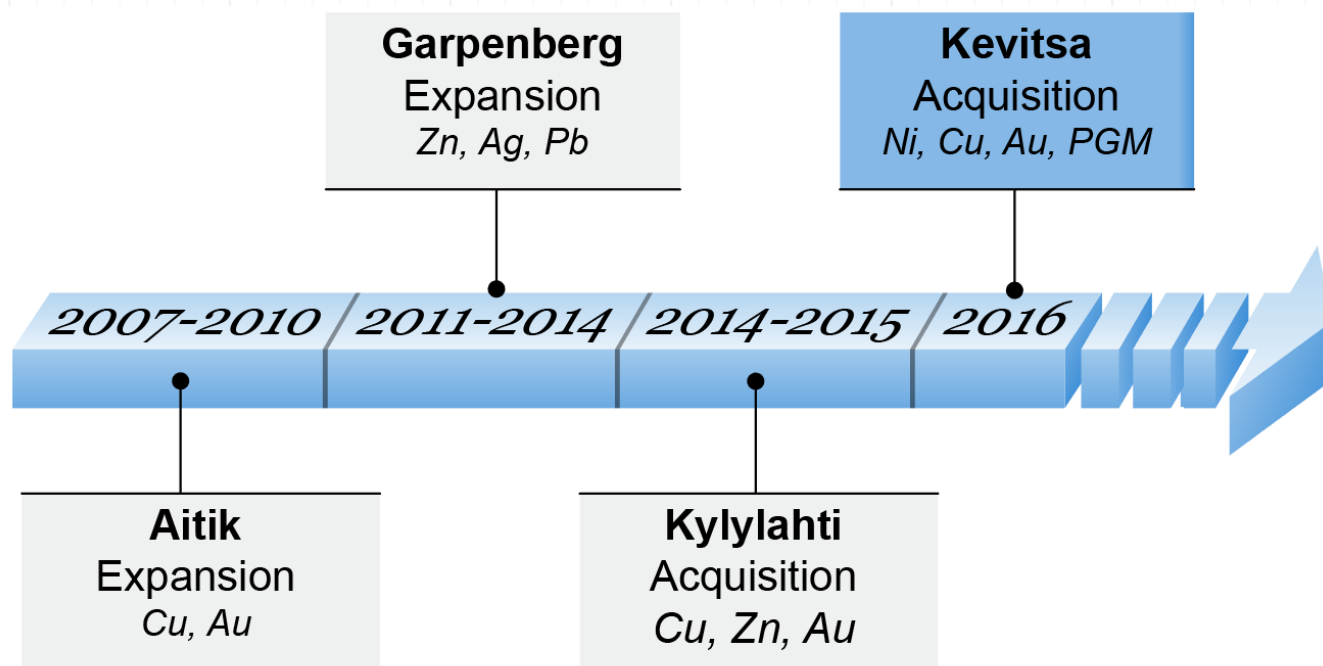 Garpenberg
Expansion
Zn, Ag, Pb
Kevitsa
Acquisition
Ni, Cu, Au, PGM
2007-2010
2011-2014
2014-2015
2016
Aitik
Expansion
Cu, Au
Kylylahti
Acquisition
Cu, Zn, Au